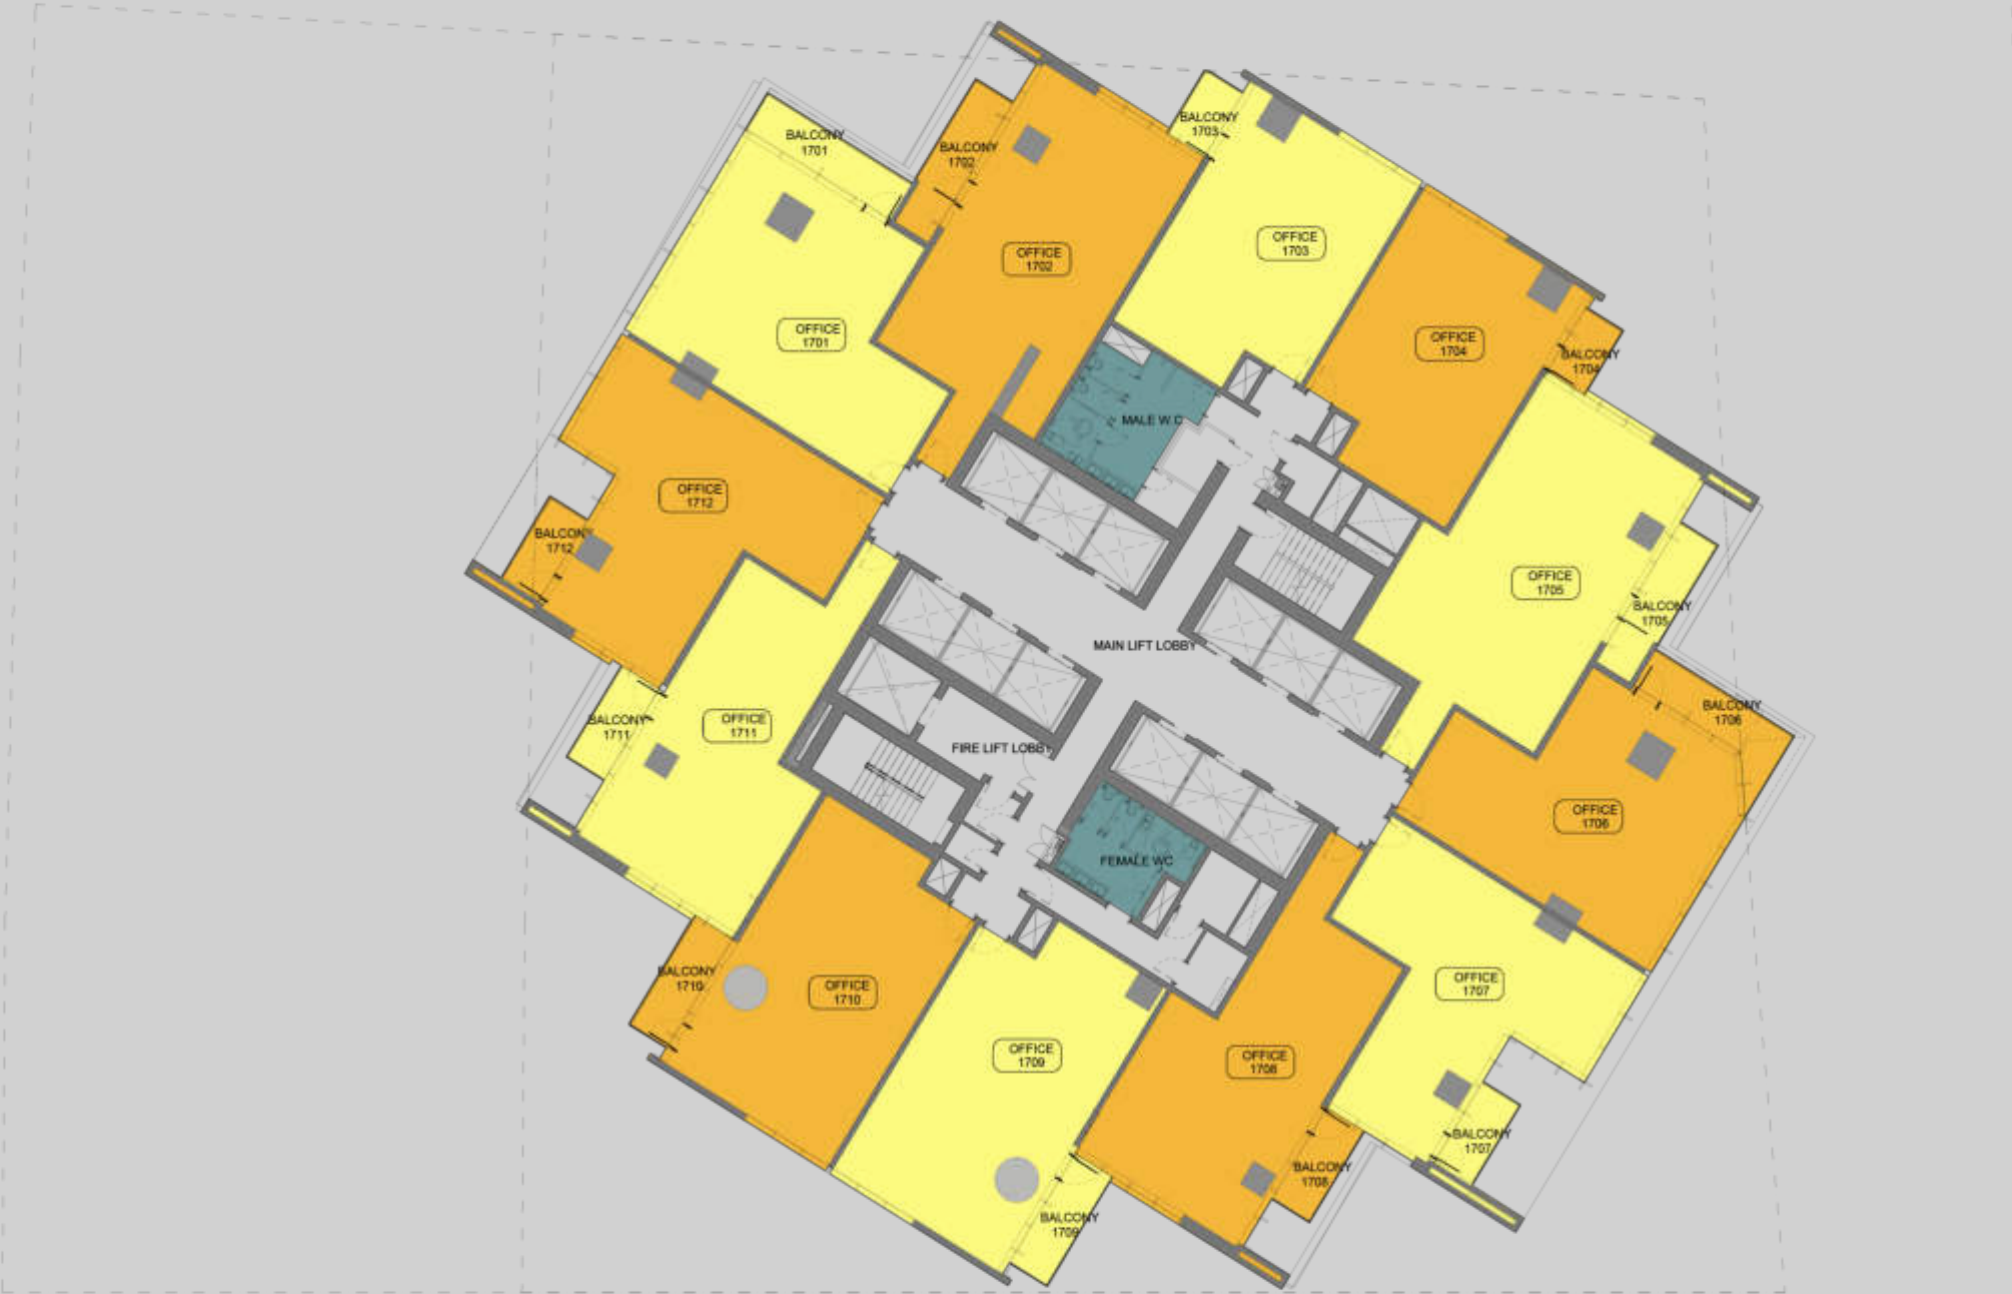 BALCONY
1701
BALCONY
1702
BALCONY
1703
OFFICE
1701
OFFICE
1702
OFFICE
1703
OFFICE
1704
BALCONY
1704
MALE W.C
OFFICE
1712
BALCONY
1712
OFFICE
1705
BALCONY
1705
MAIN LIFT LOBBY
BALCONY
1711
OFFICE
1711
FIRE LIFT LOBBY
BALCONY
1706
OFFICE
1706
FEMALE WC
BALCONY
1710
OFFICE
1710
OFFICE
1709
OFFICE
1708
OFFICE
1707
BALCONY
1707
BALCONY
1708
BALCONY
1709